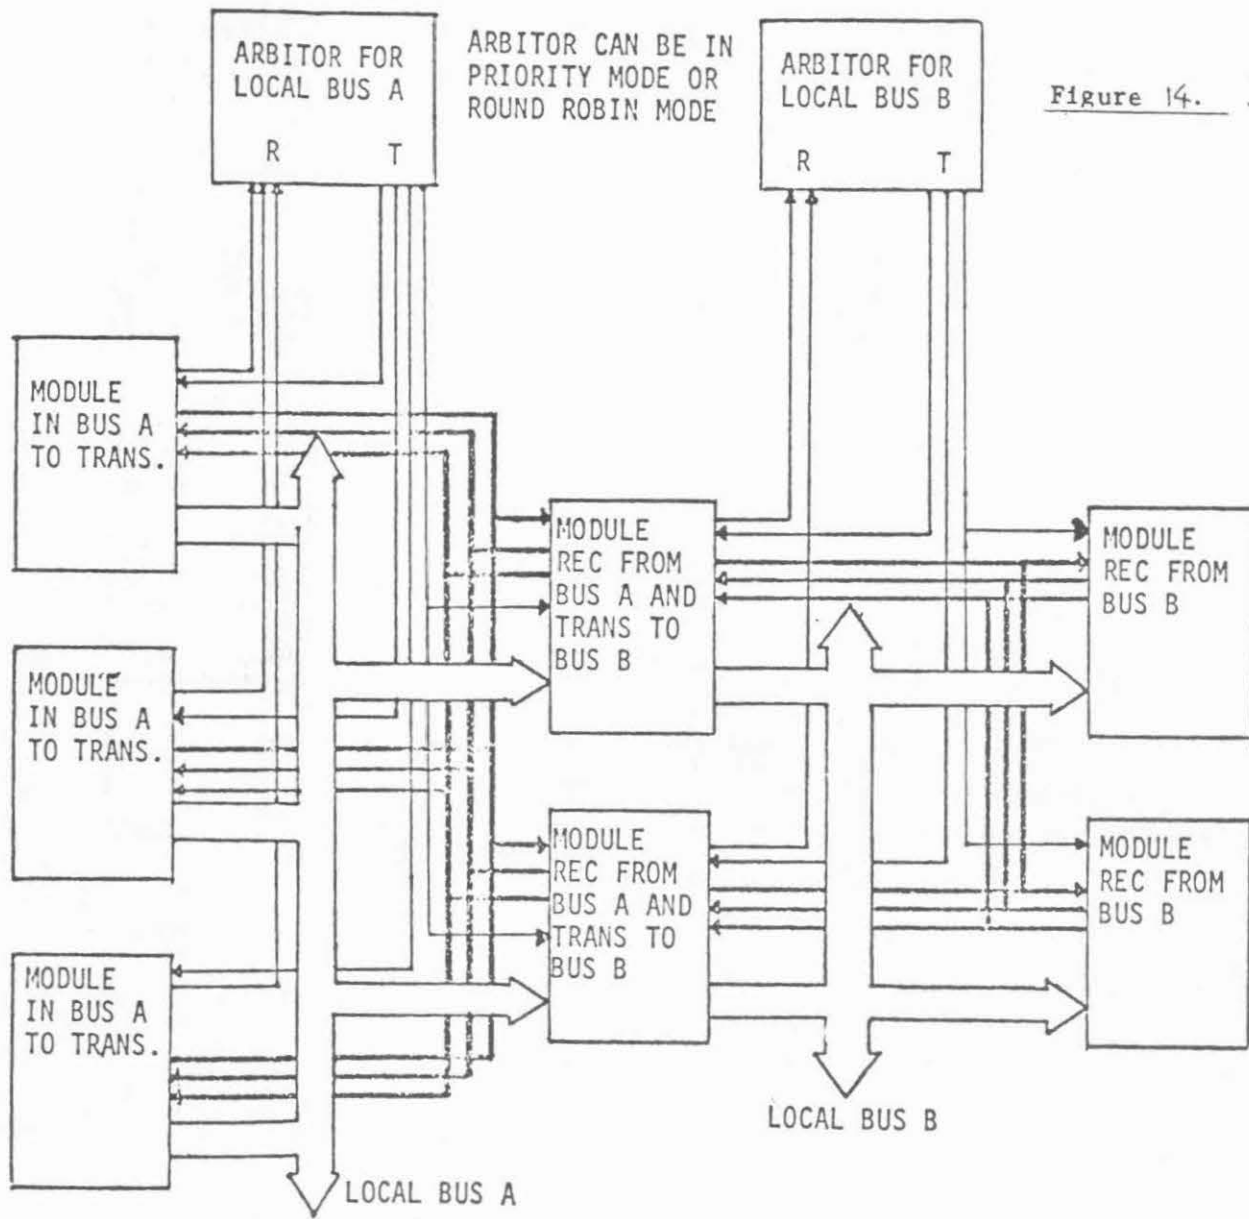 ARBITOR FOR
LOCAL BUS A
R T
ARBITOR CAN BE IN
PRIORITY MODE OR
ROUND ROBIN MODE
ARBITOR FOR
LOCAL BUS B
R T
Figure 14.
MODULE
IN BUS A
TO TRANS.
MODULE
REC FROM
BUS A AND
TRANS TO
BUS B
MODULE
REC FROM
BUS B
MODULE
IN BUS A
TO TRANS.
MODULE
REC FROM
BUS A AND
TRANS TO
BUS B
MODULE
REC FROM
BUS B
MODULE
IN BUS A
TO TRANS.
LOCAL BUS B
LOCAL BUS A